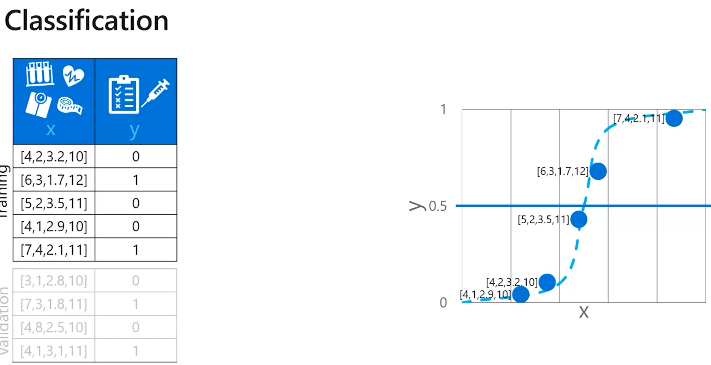 Classification
x y
Training
[4,2,3.2,10] 0
[6,3,1.7,12] 1
[5,2,3.5,11] 0
[4,1,2.9,10] 0
[7,4,2.1,11] 1
Validation
[3,1,2.8,10] 0
[7,3,1.8,11] 1
[4,8,2.5,10] 0
[4,1,3.1,11] 1
1
[7,4,2.1,11]
[6,3,1.7,12]
y 0.5
[5,2,3.5,11]
[4,2,3.2,10]
[4,1,2.9,10]
0
x